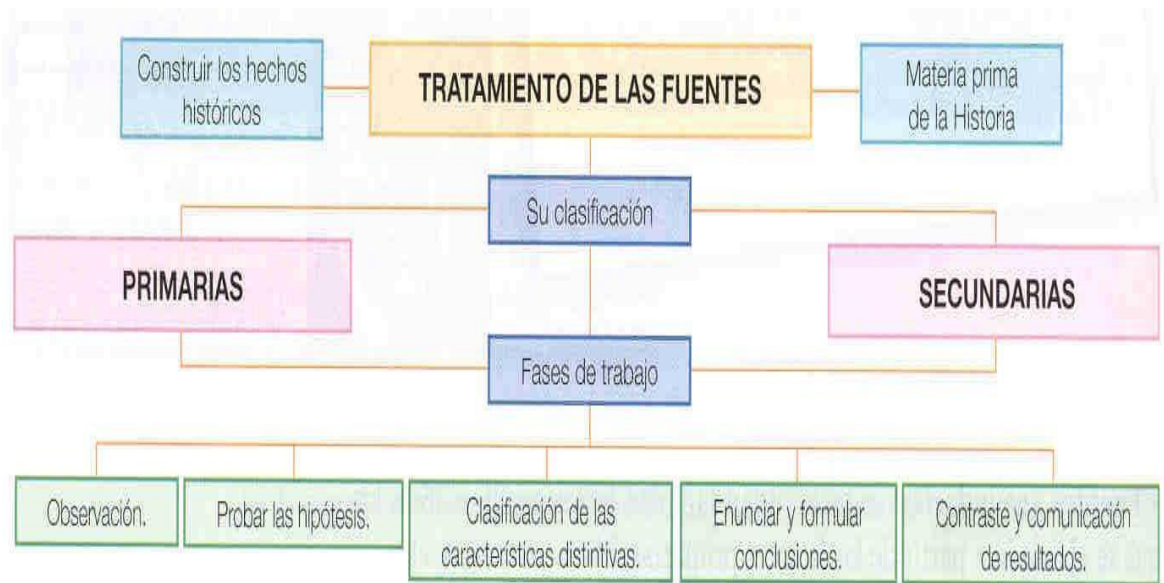 Construir los hechos
históricos
TRATAMIENTO DE LAS FUENTES
Materia prima
de la Historia
Su clasificación
PRIMARIAS
SECUNDARIAS
Fases de trabajo
Observación.
Probar las hipótesis.
Clasificación de las
características distintivas.
Enunciar y formular
conclusiones.
Contraste y comunicación
de resultados.